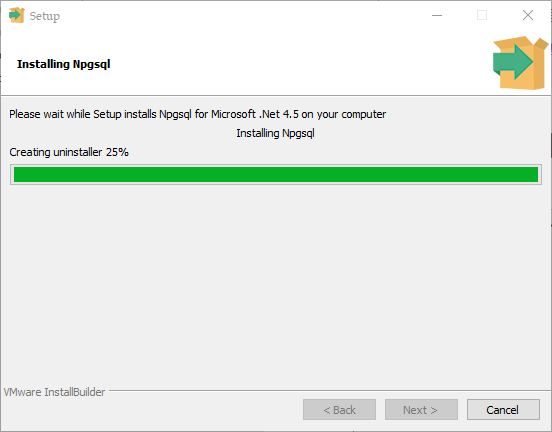 Setup
Installing Npgsql
Please wait while Setup installs Npgsql for Microsoft .Net 4.5 on your computer
Installing Npgsql
Creating uninstaller 25%
VMware InstallBuilder
< Back
Next >
Cancel